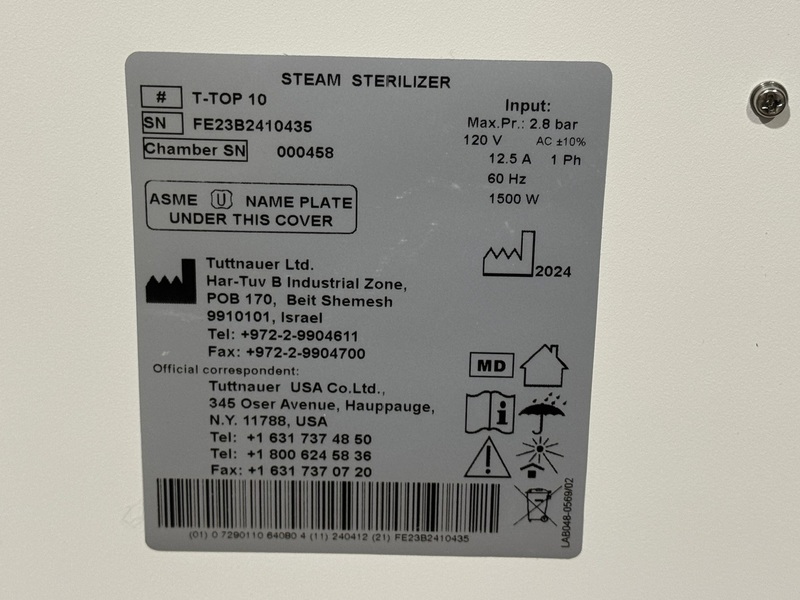 STEAM STERILIZER
# T-TOP 10
SN FE23B2410435
Chamber SN 000458
Input:
Max.Pr.: 2.8 bar
120 V AC ±10%
12.5 A 1 Ph
60 Hz
1500 W
ASME U NAME PLATE
UNDER THIS COVER
2024
Tuttnauer Ltd.
Har-Tuv B Industrial Zone,
POB 170, Beit Shemesh
9910101, Israel
Tel: +972-2-9904611
Fax: +972-2-9904700
Official correspondent:
Tuttnauer USA Co.Ltd.,
345 Oser Avenue, Hauppauge,
N.Y. 11788, USA
Tel: +1 631 737 48 50
Tel: +1 800 624 58 36
Fax: +1 631 737 07 20
MD
i
(01) 0 7290110 64080 4 (11) 240412 (21) FE23B2410435
LAB048-0569/02